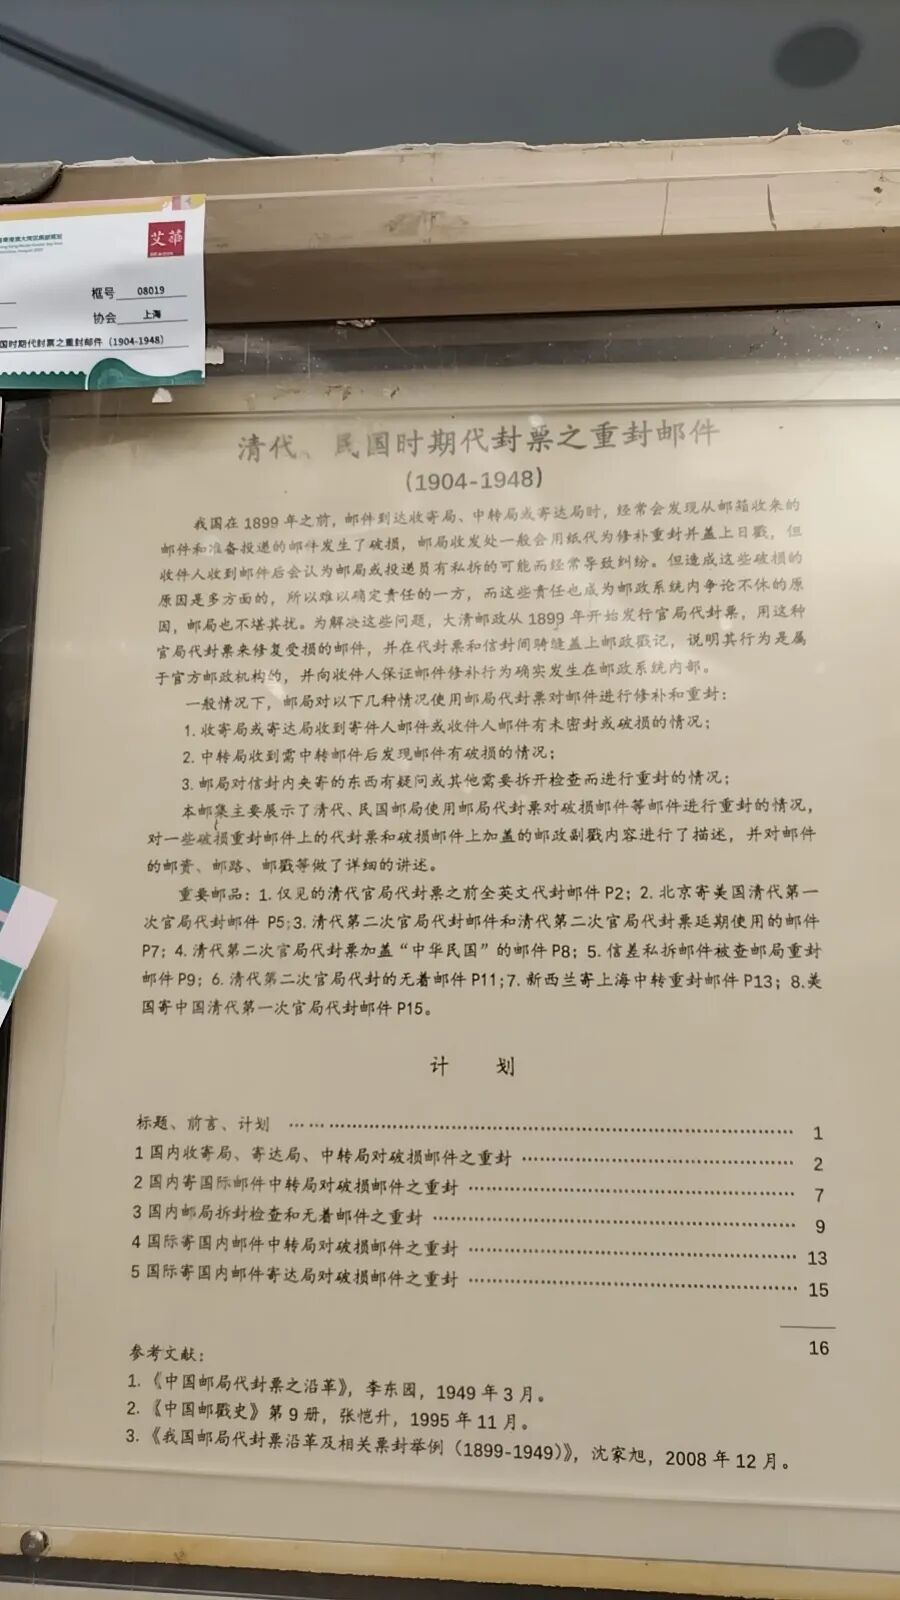 艾华
框号 08019
协会 上海
国时期代封票之重封邮件（1904-1948）
清代、民国时期代封票之重封邮件
(1904-1948)
我国在 1899 年之前，邮件到达收寄局、中转局或寄达局时，经常会发现从邮箱收来的
邮件和准备投递的邮件发生了破损，邮局收发处一般会用纸代为修补重封并盖上日戳，但
收件人收到邮件后会认为邮局或投递员有私拆的可能而经常导致纠纷。但造成这些破损的
原因是多方面的，所以难以确定责任的一方，而这些责任也成为邮政系统内争论不休的原
因，邮局也不堪其扰。为解决这些问题，大清邮政从 1899 年开始发行官局代封票，用这种
官局代封票来修复受损的邮件，并在代封票和信封间骑缝盖上邮政戳记，说明其行为是属
于官方邮政机构的，并向收件人保证邮件修补行为确实发生在邮政系统内部。
一般情况下，邮局对以下几种情况使用邮局代封票对邮件进行修补和重封：
1. 收寄局或寄达局收到寄件人邮件或收件人邮件有未密封或破损的情况；
2. 中转局收到需中转邮件后发现邮件有破损的情况；
3. 邮局对信封内夹寄的东西有疑问或其他需要拆开检查而进行重封的情况；
本邮集主要展示了清代、民国邮局使用邮局代封票对破损邮件等邮件进行重封的情况，
对一些破损重封邮件上的代封票和破损邮件上加盖的邮政副戳内容进行了描述，并对邮件
的邮资、邮路、邮戳等做了详细的讲述。
重要邮品：1. 仅见的清代官局代封票之前全英文代封邮件 P2；2. 北京寄美国清代第一
次官局代封邮件 P5;3. 清代第二次官局代封邮件和清代第二次官局代封票延期使用的邮件
P7；4. 清代第二次官局代封票加盖“中华民国”的邮件 P8；5. 信差私拆邮件被查邮局重封
邮件 P9；6. 清代第二次官局代封的无着邮件 P11;7. 新西兰寄上海中转重封邮件 P13；8.美
国寄中国清代第一次官局代封邮件 P15。
计 划
标题、前言、计划 …………………………………… 1
1 国内收寄局、寄达局、中转局对破损邮件之重封 …………………… 2
2 国内寄国际邮件中转局对破损邮件之重封 …………………… 7
3 国内邮局拆封检查和无着邮件之重封 …………………… 9
4 国际寄国内邮件中转局对破损邮件之重封 …………………… 13
5 国际寄国内邮件寄达局对破损邮件之重封 …………………… 15
16
参考文献：
1.《中国邮局代封票之沿革》，李东园，1949 年 3 月。
2.《中国邮戳史》第 9 册，张恺升，1995 年 11 月。
3.《我国邮局代封票沿革及相关票封举例（1899-1949）》，沈家旭，2008 年 12 月。